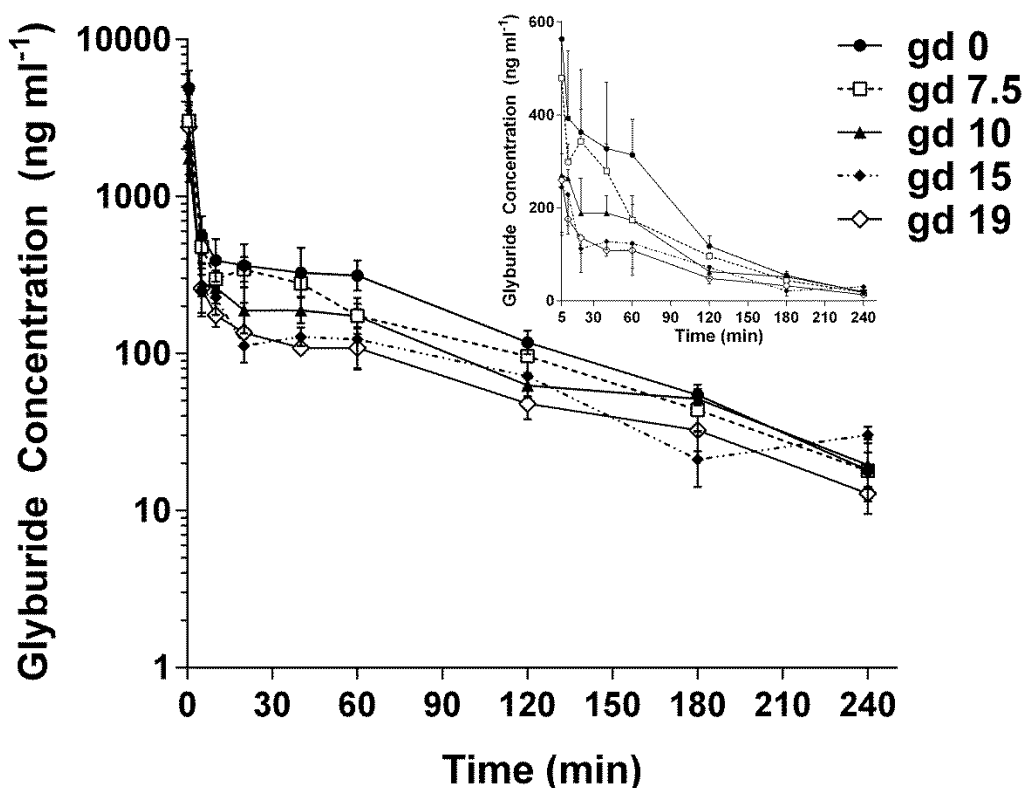 Glyburide Concentration (ng ml⁻¹)
10000
1000
100
10
1
0 30 60 90 120 150 180 210 240
Time (min)
Glyburide Concentration (ng ml⁻¹)
600
400
200
0
5 30 60 90 120 150 180 210 240
Time (min)
gd 0
gd 7.5
gd 10
gd 15
gd 19